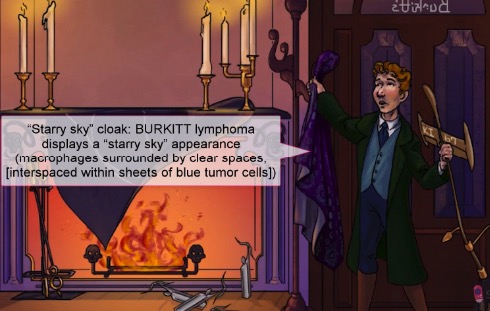 Burkitt's
“Starry sky” cloak: BURKITT lymphoma
displays a “starry sky” appearance
(macrophages surrounded by clear spaces,
[interspaced within sheets of blue tumor cells])